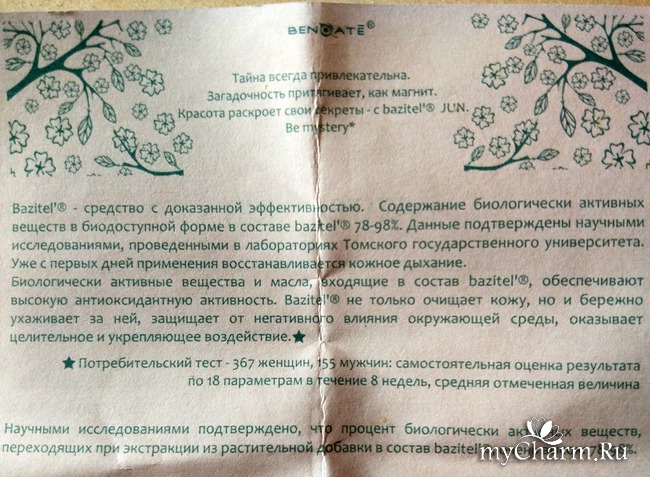 BENOATE®
Тайна всегда привлекательна.
Загадочность притягивает, как магнит.
Красота раскроет свои секреты - с bazitel'® JUN.
Be mystery*
Bazitel'® - средство с доказанной эффективностью. Содержание биологически активных
веществ в биодоступной форме в составе bazitel'® 78-98%. Данные подтверждены научными
исследованиями, проведенными в лабораториях Томского государственного университета.
Уже с первых дней применения восстанавливается кожное дыхание.
Биологически активные вещества и масла, входящие в состав bazitel'®, обеспечивают
высокую антиоксидантную активность. Bazitel'® не только очищает кожу, но и бережно
ухаживает за ней, защищает от негативного влияния окружающей среды, оказывает
целительное и укрепляющее воздействие.★
★Потребительский тест - 367 женщин, 155 мужчин: самостоятельная оценка результата
по 18 параметрам в течение 8 недель, средняя отмеченная величина
Научными исследованиями подтверждено, что процент биологически активных веществ,
переходящих при экстракции из растительной добавки в состав bazitel'®
myCharm.Ru